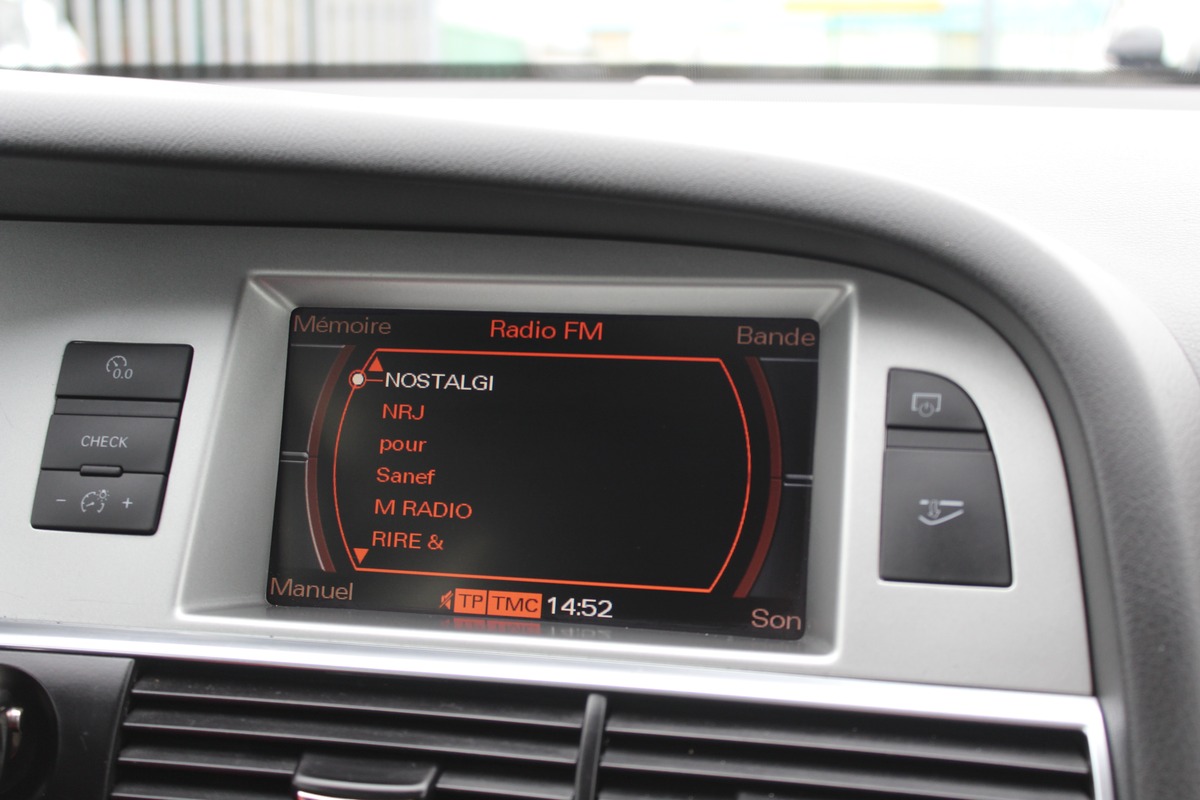 Mémoire
Radio FM
Bande
NOSTALGI
NRJ
pour
Sanef
M RADIO
RIRE &
Manuel
TP TMC 14:52
Son
0.0
CHECK
- +